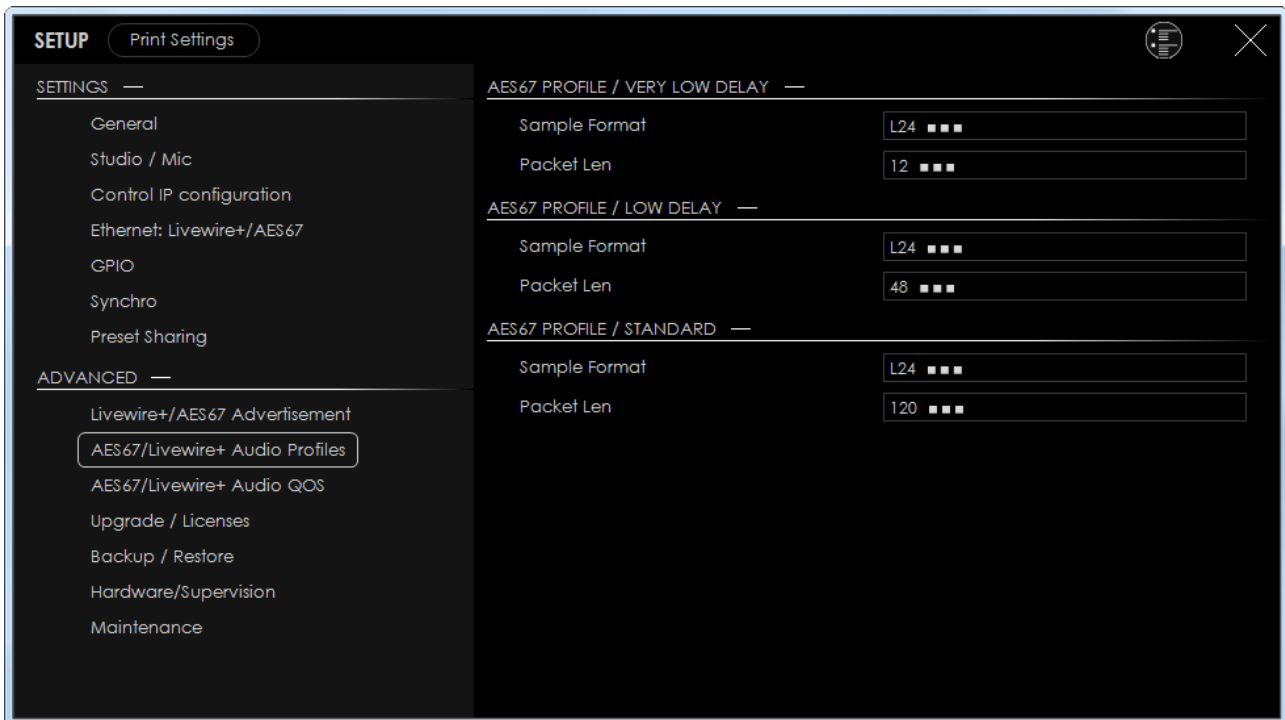 SETUP Print Settings
SETTINGS
General
Studio / Mic
Control IP configuration
Ethernet: Livewire+/AES67
GPIO
Synchro
Preset Sharing
ADVANCED
Livewire+/AES67 Advertisement
AES67/Livewire+ Audio Profiles
AES67/Livewire+ Audio QOS
Upgrade / Licenses
Backup / Restore
Hardware/Supervision
Maintenance
AES67 PROFILE / VERY LOW DELAY
Sample Format L24
Packet Len 12
AES67 PROFILE / LOW DELAY
Sample Format L24
Packet Len 48
AES67 PROFILE / STANDARD
Sample Format L24
Packet Len 120